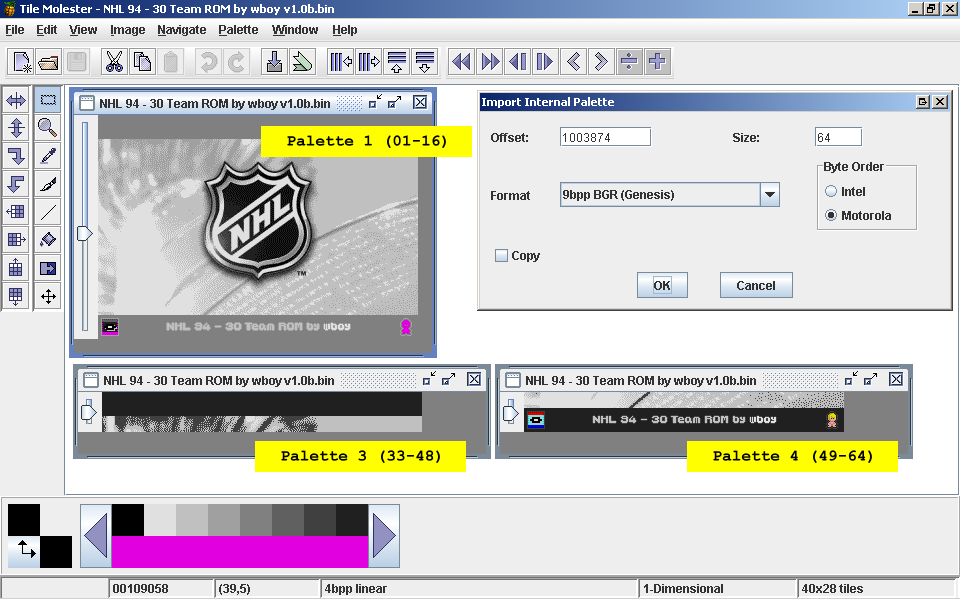 Tile Molester - NHL 94 - 30 Team ROM by wboy v1.0b.bin
File Edit View Image Navigate Palette Window Help
NHL 94 - 30 Team ROM by wboy v1.0b.bin
Palette 1 (01-16)
NHL
TM
NHL 94 - 30 Team ROM by wboy
Import Internal Palette
Offset: 1003874 Size: 64
Format 9bpp BGR (Genesis)
Byte Order
Intel
Motorola
Copy
OK Cancel
NHL 94 - 30 Team ROM by wboy v1.0b.bin
Palette 3 (33-48)
NHL 94 - 30 Team ROM by wboy v1.0b.bin
NHL 94 - 30 Team ROM by wboy
Palette 4 (49-64)
00109058 (39,5) 4bpp linear 1-Dimensional 40x28 tiles